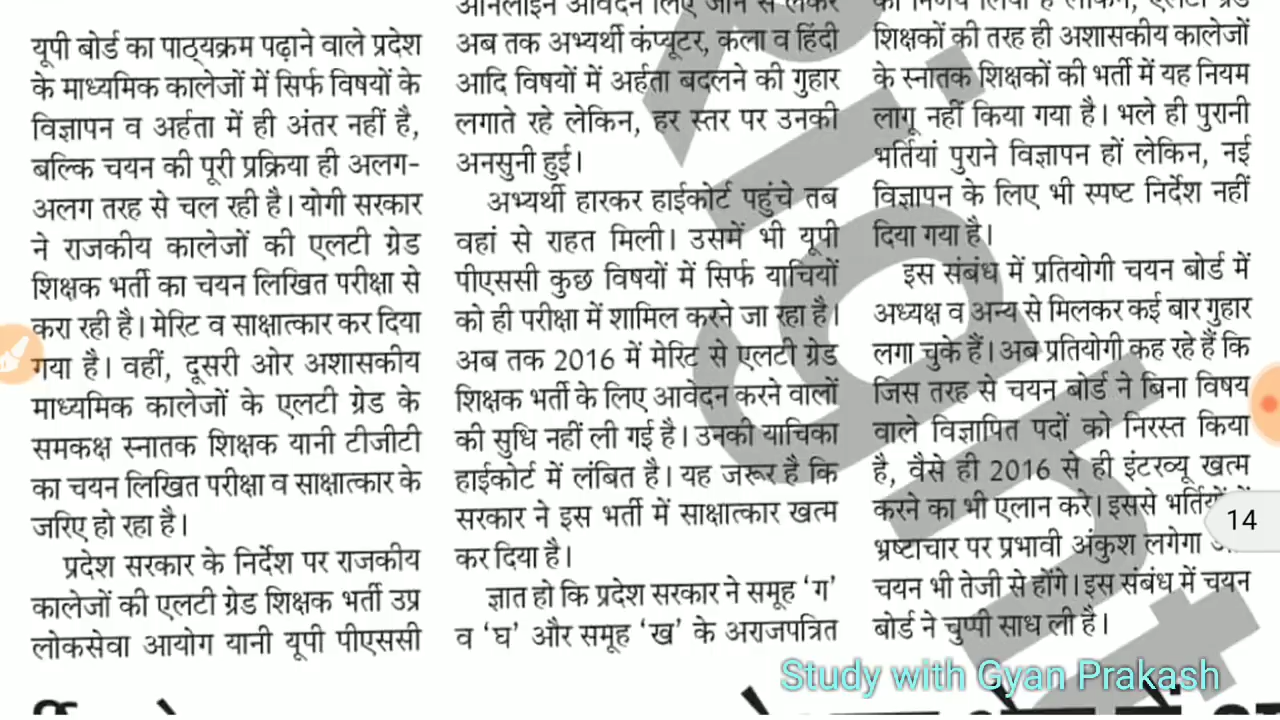 यूपी बोर्ड का पाठ्यक्रम पढ़ाने वाले प्रदेश
के माध्यमिक कालेजों में सिर्फ विषयों के
विज्ञापन व अर्हता में ही अंतर नहीं है,
बल्कि चयन की पूरी प्रक्रिया ही अलग-
अलग तरह से चल रही है। योगी सरकार
ने राजकीय कालेजों की एलटी ग्रेड
शिक्षक भर्ती का चयन लिखित परीक्षा से
करा रही है। मेरिट व साक्षात्कार कर दिया
गया है। वहीं, दूसरी ओर अशासकीय
माध्यमिक कालेजों के एलटी ग्रेड के
समकक्ष स्नातक शिक्षक यानी टीजीटी
का चयन लिखित परीक्षा व साक्षात्कार के
जरिए हो रहा है।
प्रदेश सरकार के निर्देश पर राजकीय
कालेजों की एलटी ग्रेड शिक्षक भर्ती उप्र
लोकसेवा आयोग यानी यूपी पीएससी
ऑनलाइन आवेदन लिए जाने से लेकर
अब तक अभ्यर्थी कंप्यूटर, कला व हिंदी
आदि विषयों में अर्हता बदलने की गुहार
लगाते रहे लेकिन, हर स्तर पर उनकी
अनसुनी हुई।
अभ्यर्थी हारकर हाईकोर्ट पहुंचे तब
वहां से राहत मिली। उसमें भी यूपी
पीएससी कुछ विषयों में सिर्फ याचियों
को ही परीक्षा में शामिल करने जा रहा है।
अब तक 2016 में मेरिट से एलटी ग्रेड
शिक्षक भर्ती के लिए आवेदन करने वालों
की सुधि नहीं ली गई है। उनकी याचिका
हाईकोर्ट में लंबित है। यह जरूर है कि
सरकार ने इस भर्ती में साक्षात्कार खत्म
कर दिया है।
ज्ञात हो कि प्रदेश सरकार ने समूह ‘ग’
व ‘घ’ और समूह ‘ख’ के अराजपत्रित
का निर्णय लिया है लेकिन, एलटी ग्रेड
शिक्षकों की तरह ही अशासकीय कालेजों
के स्नातक शिक्षकों की भर्ती में यह नियम
लागू नहीं किया गया है। भले ही पुरानी
भर्तियां पुराने विज्ञापन हों लेकिन, नई
विज्ञापन के लिए भी स्पष्ट निर्देश नहीं
दिया गया है।
इस संबंध में प्रतियोगी चयन बोर्ड में
अध्यक्ष व अन्य से मिलकर कई बार गुहार
लगा चुके हैं। अब प्रतियोगी कह रहे हैं कि
जिस तरह से चयन बोर्ड ने बिना विषय
वाले विज्ञापित पदों को निरस्त किया
है, वैसे ही 2016 से ही इंटरव्यू खत्म
करने का भी एलान करे। इससे
भ्रष्टाचार पर प्रभावी अंकुश लगेगा
चयन भी तेजी से होंगे। इस संबंध में चयन
बोर्ड ने चुप्पी साध ली है।
14
Study with Gyan Prakash